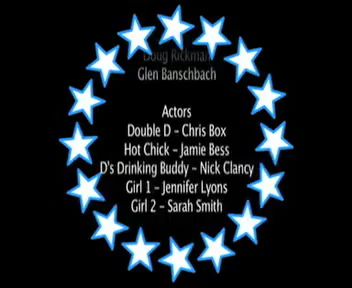 Doug Rickman
Glen Banschbach
Actors
Double D - Chris Box
Hot Chick - Jamie Bess
D's Drinking Buddy - Nick Clancy
Girl 1 - Jennifer Lyons
Girl 2 - Sarah Smith